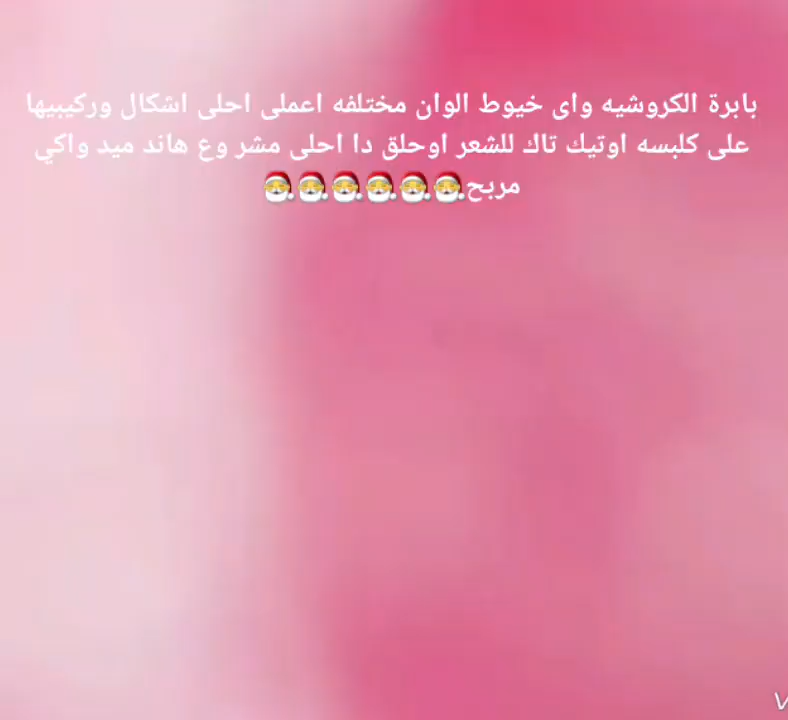 بابرة الكروشيه واى خيوط الوان مختلفه اعملى احلى اشكال وركيبيها
على كلبسه اوتيك تاك للشعر اوحلق دا احلى مشر وع هاند ميد واكي
مربح🎅🎅🎅🎅🎅🎅
V